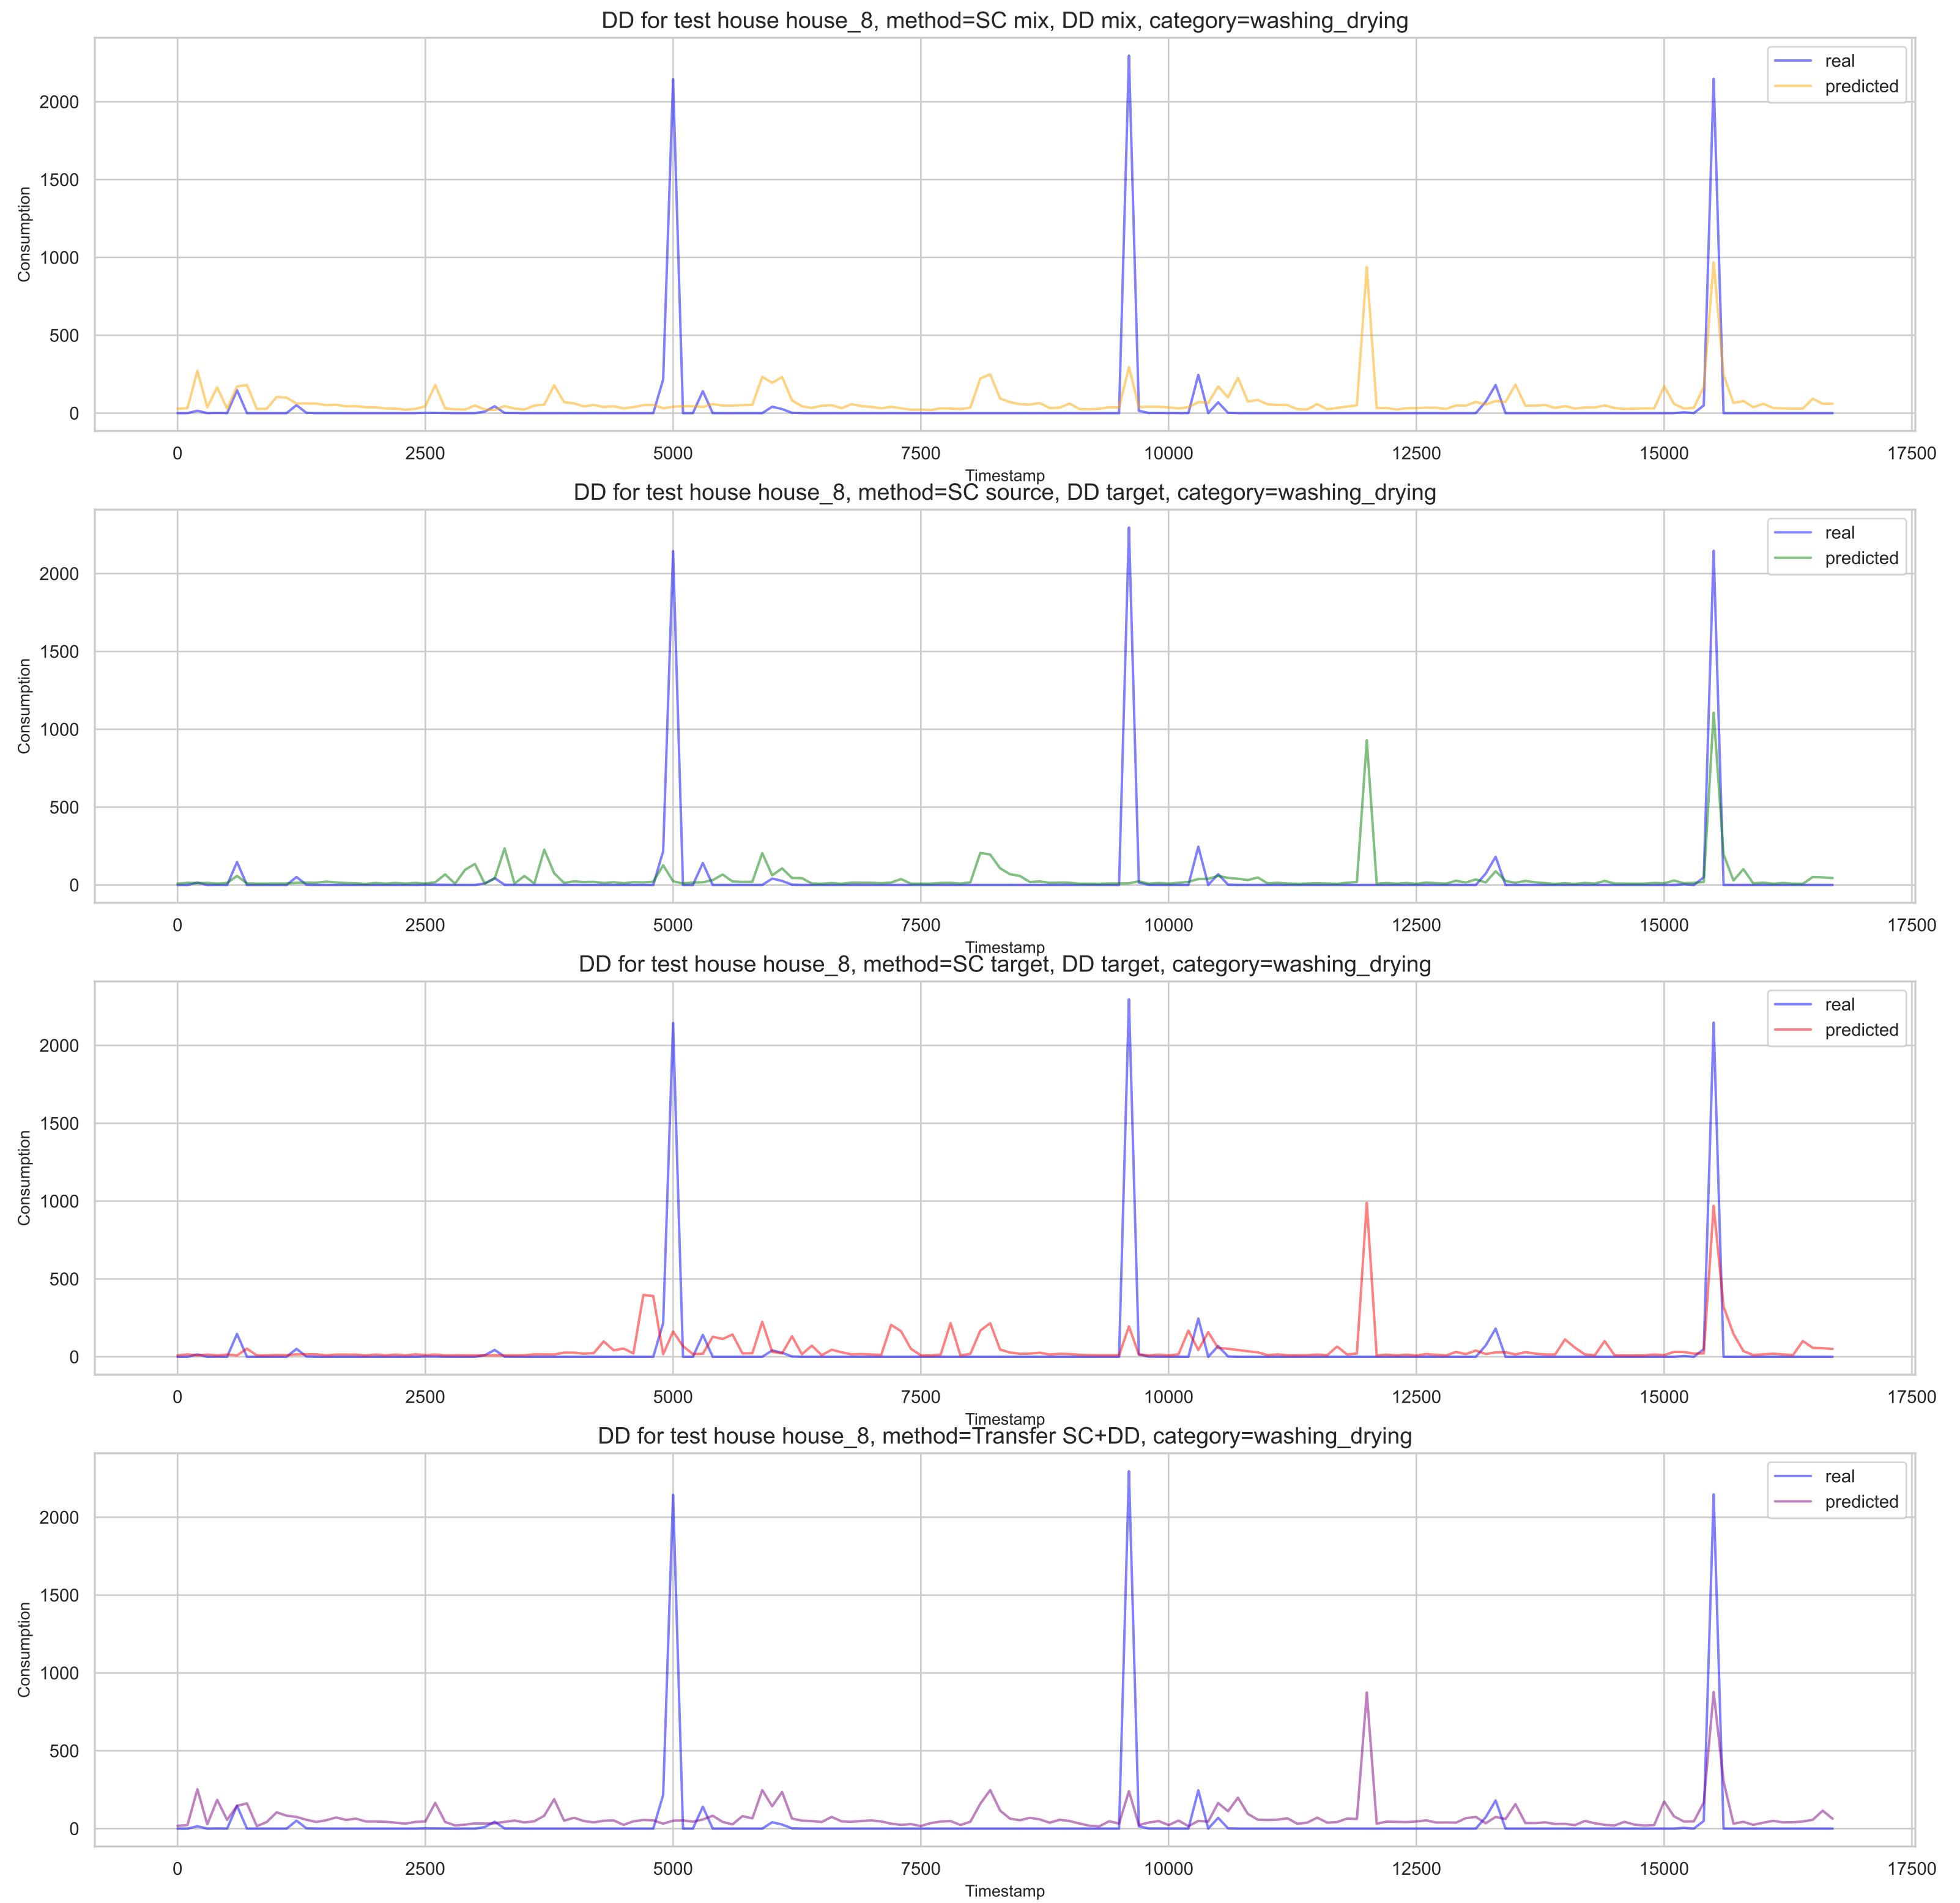 DD for test house house_8, method=SC mix, DD mix, category=washing_drying
real
predicted
2000
1500
1000
500
0
Consumption
0 2500 5000 7500 10000 12500 15000 17500
Timestamp
DD for test house house_8, method=SC source, DD target, category=washing_drying
real
predicted
2000
1500
1000
500
0
Consumption
0 2500 5000 7500 10000 12500 15000 17500
Timestamp
DD for test house house_8, method=SC target, DD target, category=washing_drying
real
predicted
2000
1500
1000
500
0
Consumption
0 2500 5000 7500 10000 12500 15000 17500
Timestamp
DD for test house house_8, method=Transfer SC+DD, category=washing_drying
real
predicted
2000
1500
1000
500
0
Consumption
0 2500 5000 7500 10000 12500 15000 17500
Timestamp